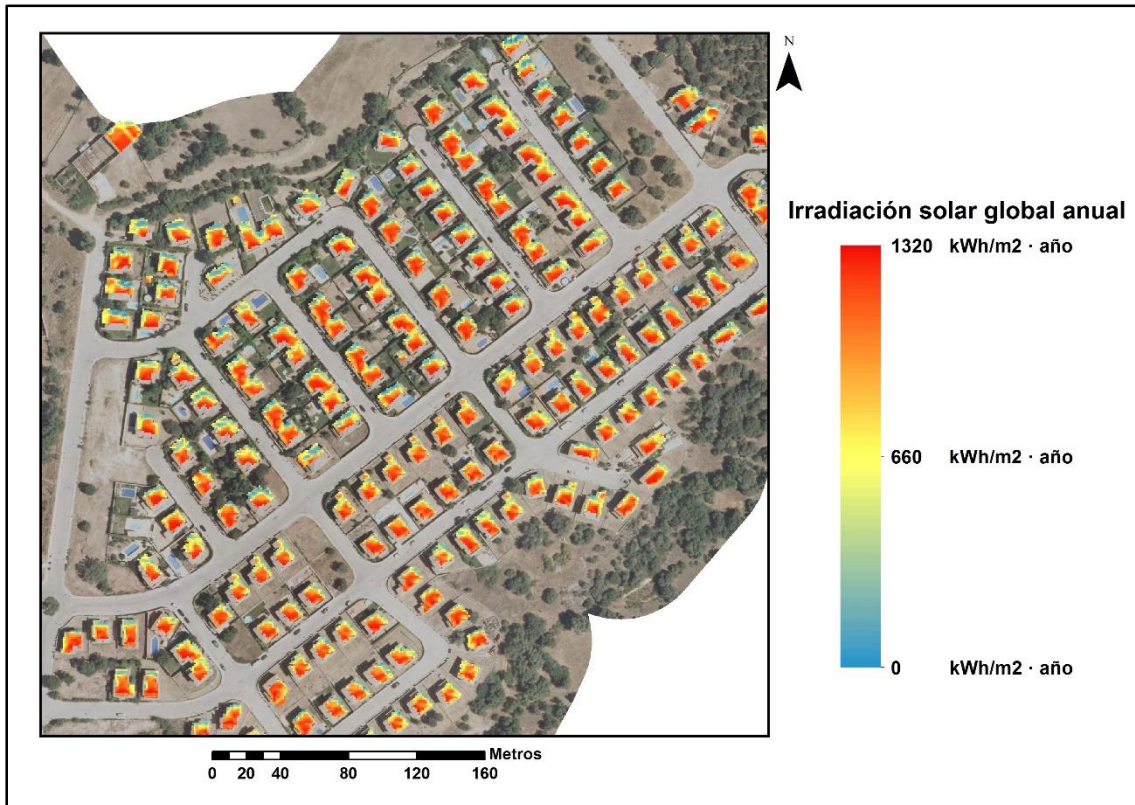 N
Irradiación solar global anual
1320 kWh/m2 · año
660 kWh/m2 · año
0 kWh/m2 · año
Metros
0 20 40 80 120 160